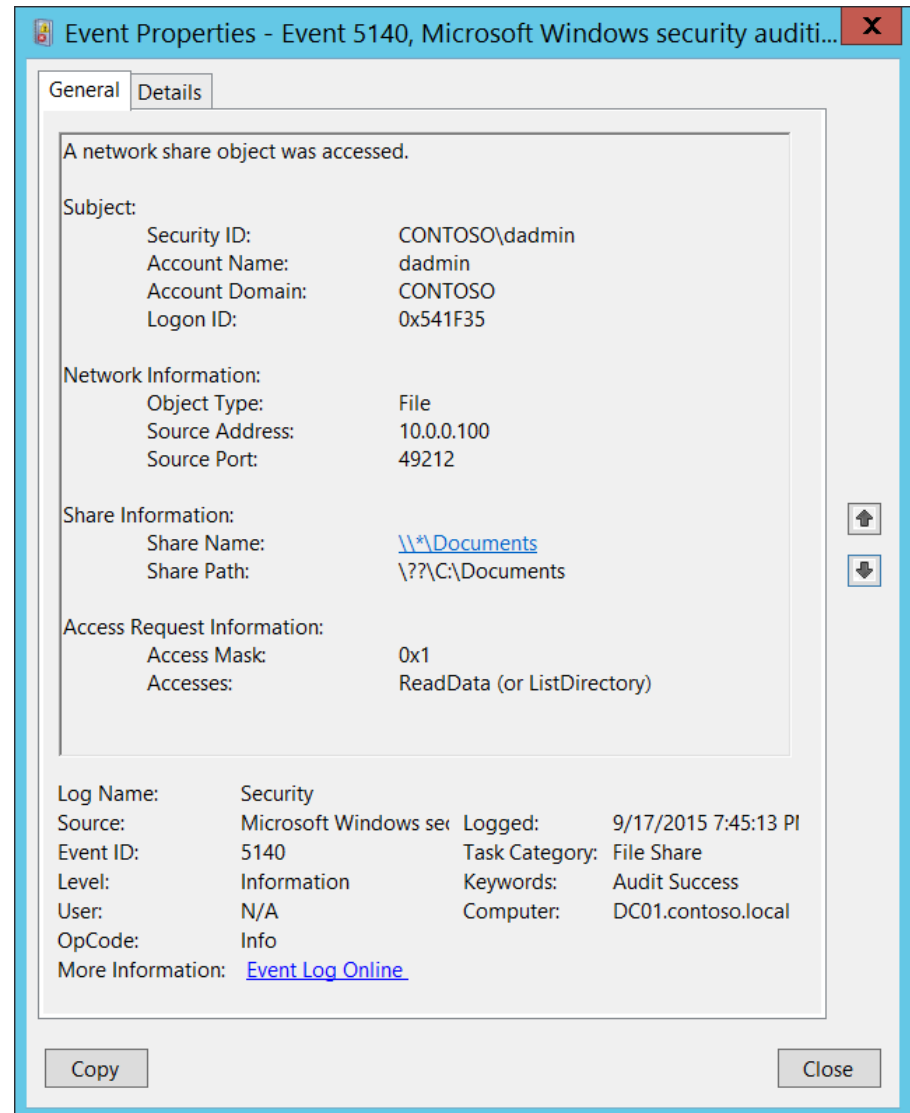 Event Properties - Event 5140, Microsoft Windows security auditi... X
General Details
A network share object was accessed.
Subject:
Security ID: CONTOSO\dadmin
Account Name: dadmin
Account Domain: CONTOSO
Logon ID: 0x541F35
Network Information:
Object Type: File
Source Address: 10.0.0.100
Source Port: 49212
Share Information:
Share Name: \\*\Documents
Share Path: \??\C:\Documents
Access Request Information:
Access Mask: 0x1
Accesses: ReadData (or ListDirectory)
Log Name: Security
Source: Microsoft Windows sec Logged: 9/17/2015 7:45:13 PM
Event ID: 5140 Task Category: File Share
Level: Information Keywords: Audit Success
User: N/A Computer: DC01.contoso.local
OpCode: Info
More Information: Event Log Online
Copy Close